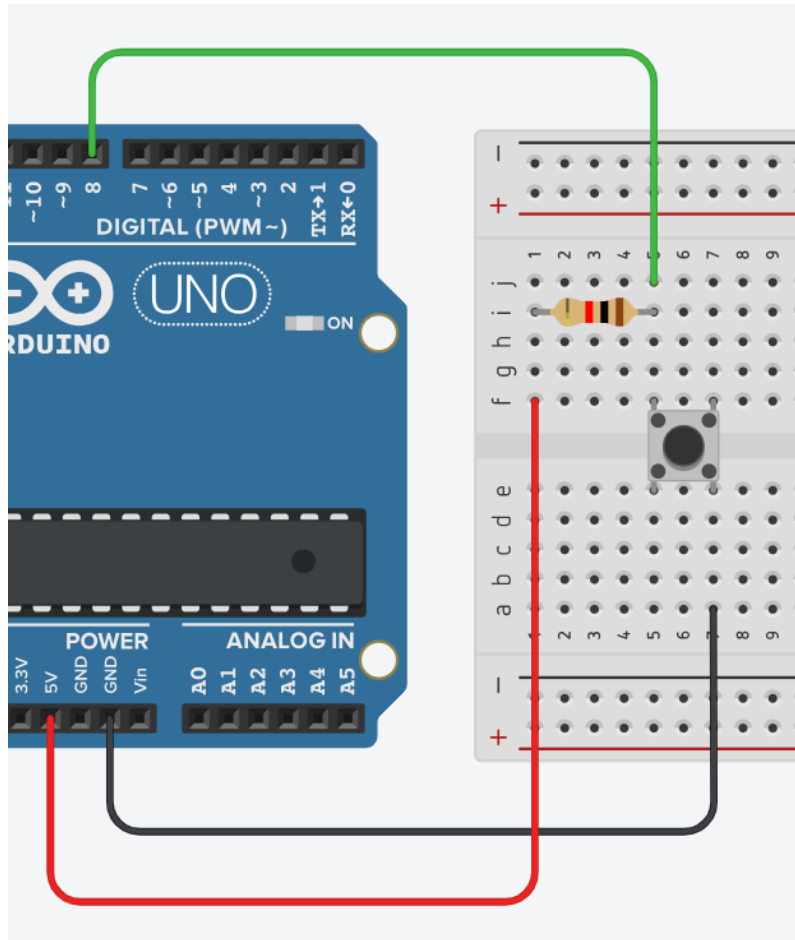 ~10 ~9 8 7 ~6 ~5 4 ~3 2 TX→1 RX←0
DIGITAL (PWM~)
UNO
ON
RDUINO
POWER
ANALOG IN
3.3V 5V GND GND Vin A0 A1 A2 A3 A4 A5
−
+
1 2 3 4 5 6 7 8 9
j
i
h
g
f
e
d
c
b
a
1 2 3 4 5 6 7 8 9
−
+